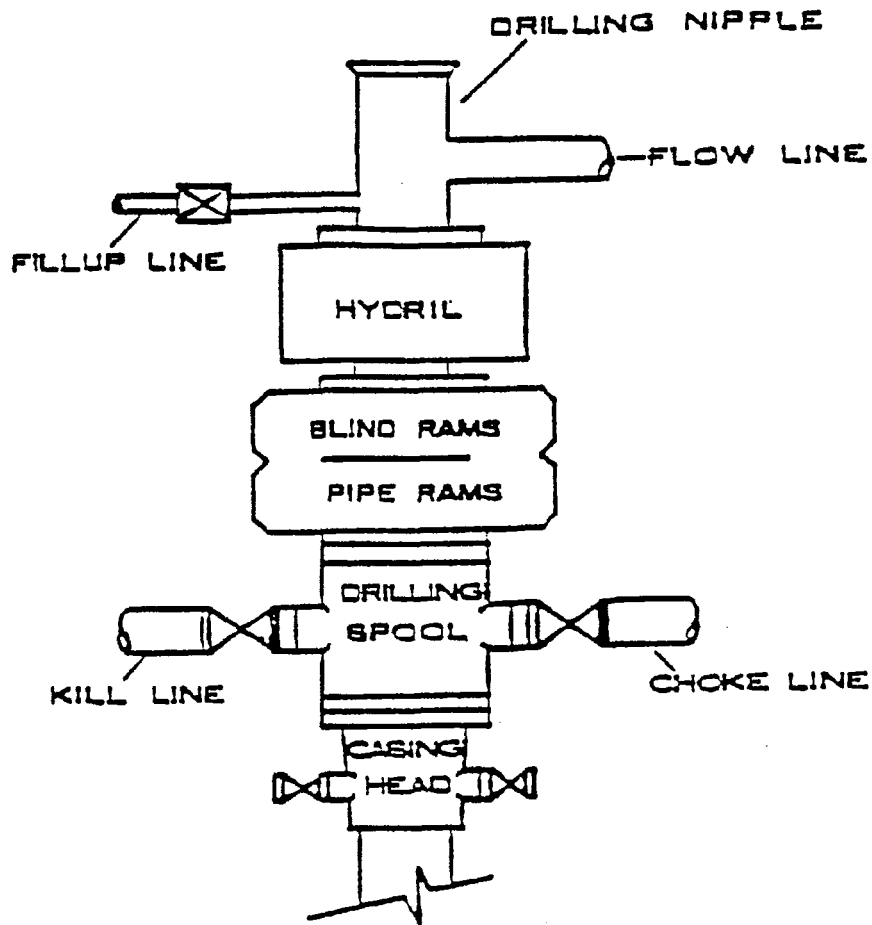 DRILLING NIPPLE
FLOW LINE
FILLUP LINE
HYDRIL
BLIND RAMS
PIPE RAMS
DRILLING
SPOOL
KILL LINE
CHOKE LINE
CASING
HEAD